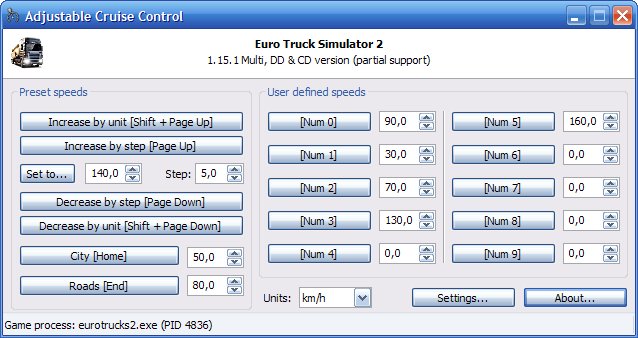 Adjustable Cruise Control
Euro Truck Simulator 2
1.15.1 Multi, DD & CD version (partial support)
Preset speeds
Increase by unit [Shift + Page Up]
Increase by step [Page Up]
Set to... 140,0 Step: 5,0
Decrease by step [Page Down]
Decrease by unit [Shift + Page Down]
City [Home] 50,0
Roads [End] 80,0
User defined speeds
[Num 0] 90,0 [Num 5] 160,0
[Num 1] 30,0 [Num 6] 0,0
[Num 2] 70,0 [Num 7] 0,0
[Num 3] 130,0 [Num 8] 0,0
[Num 4] 0,0 [Num 9] 0,0
Units: km/h Settings... About...
Game process: eurotrucks2.exe (PID 4836)